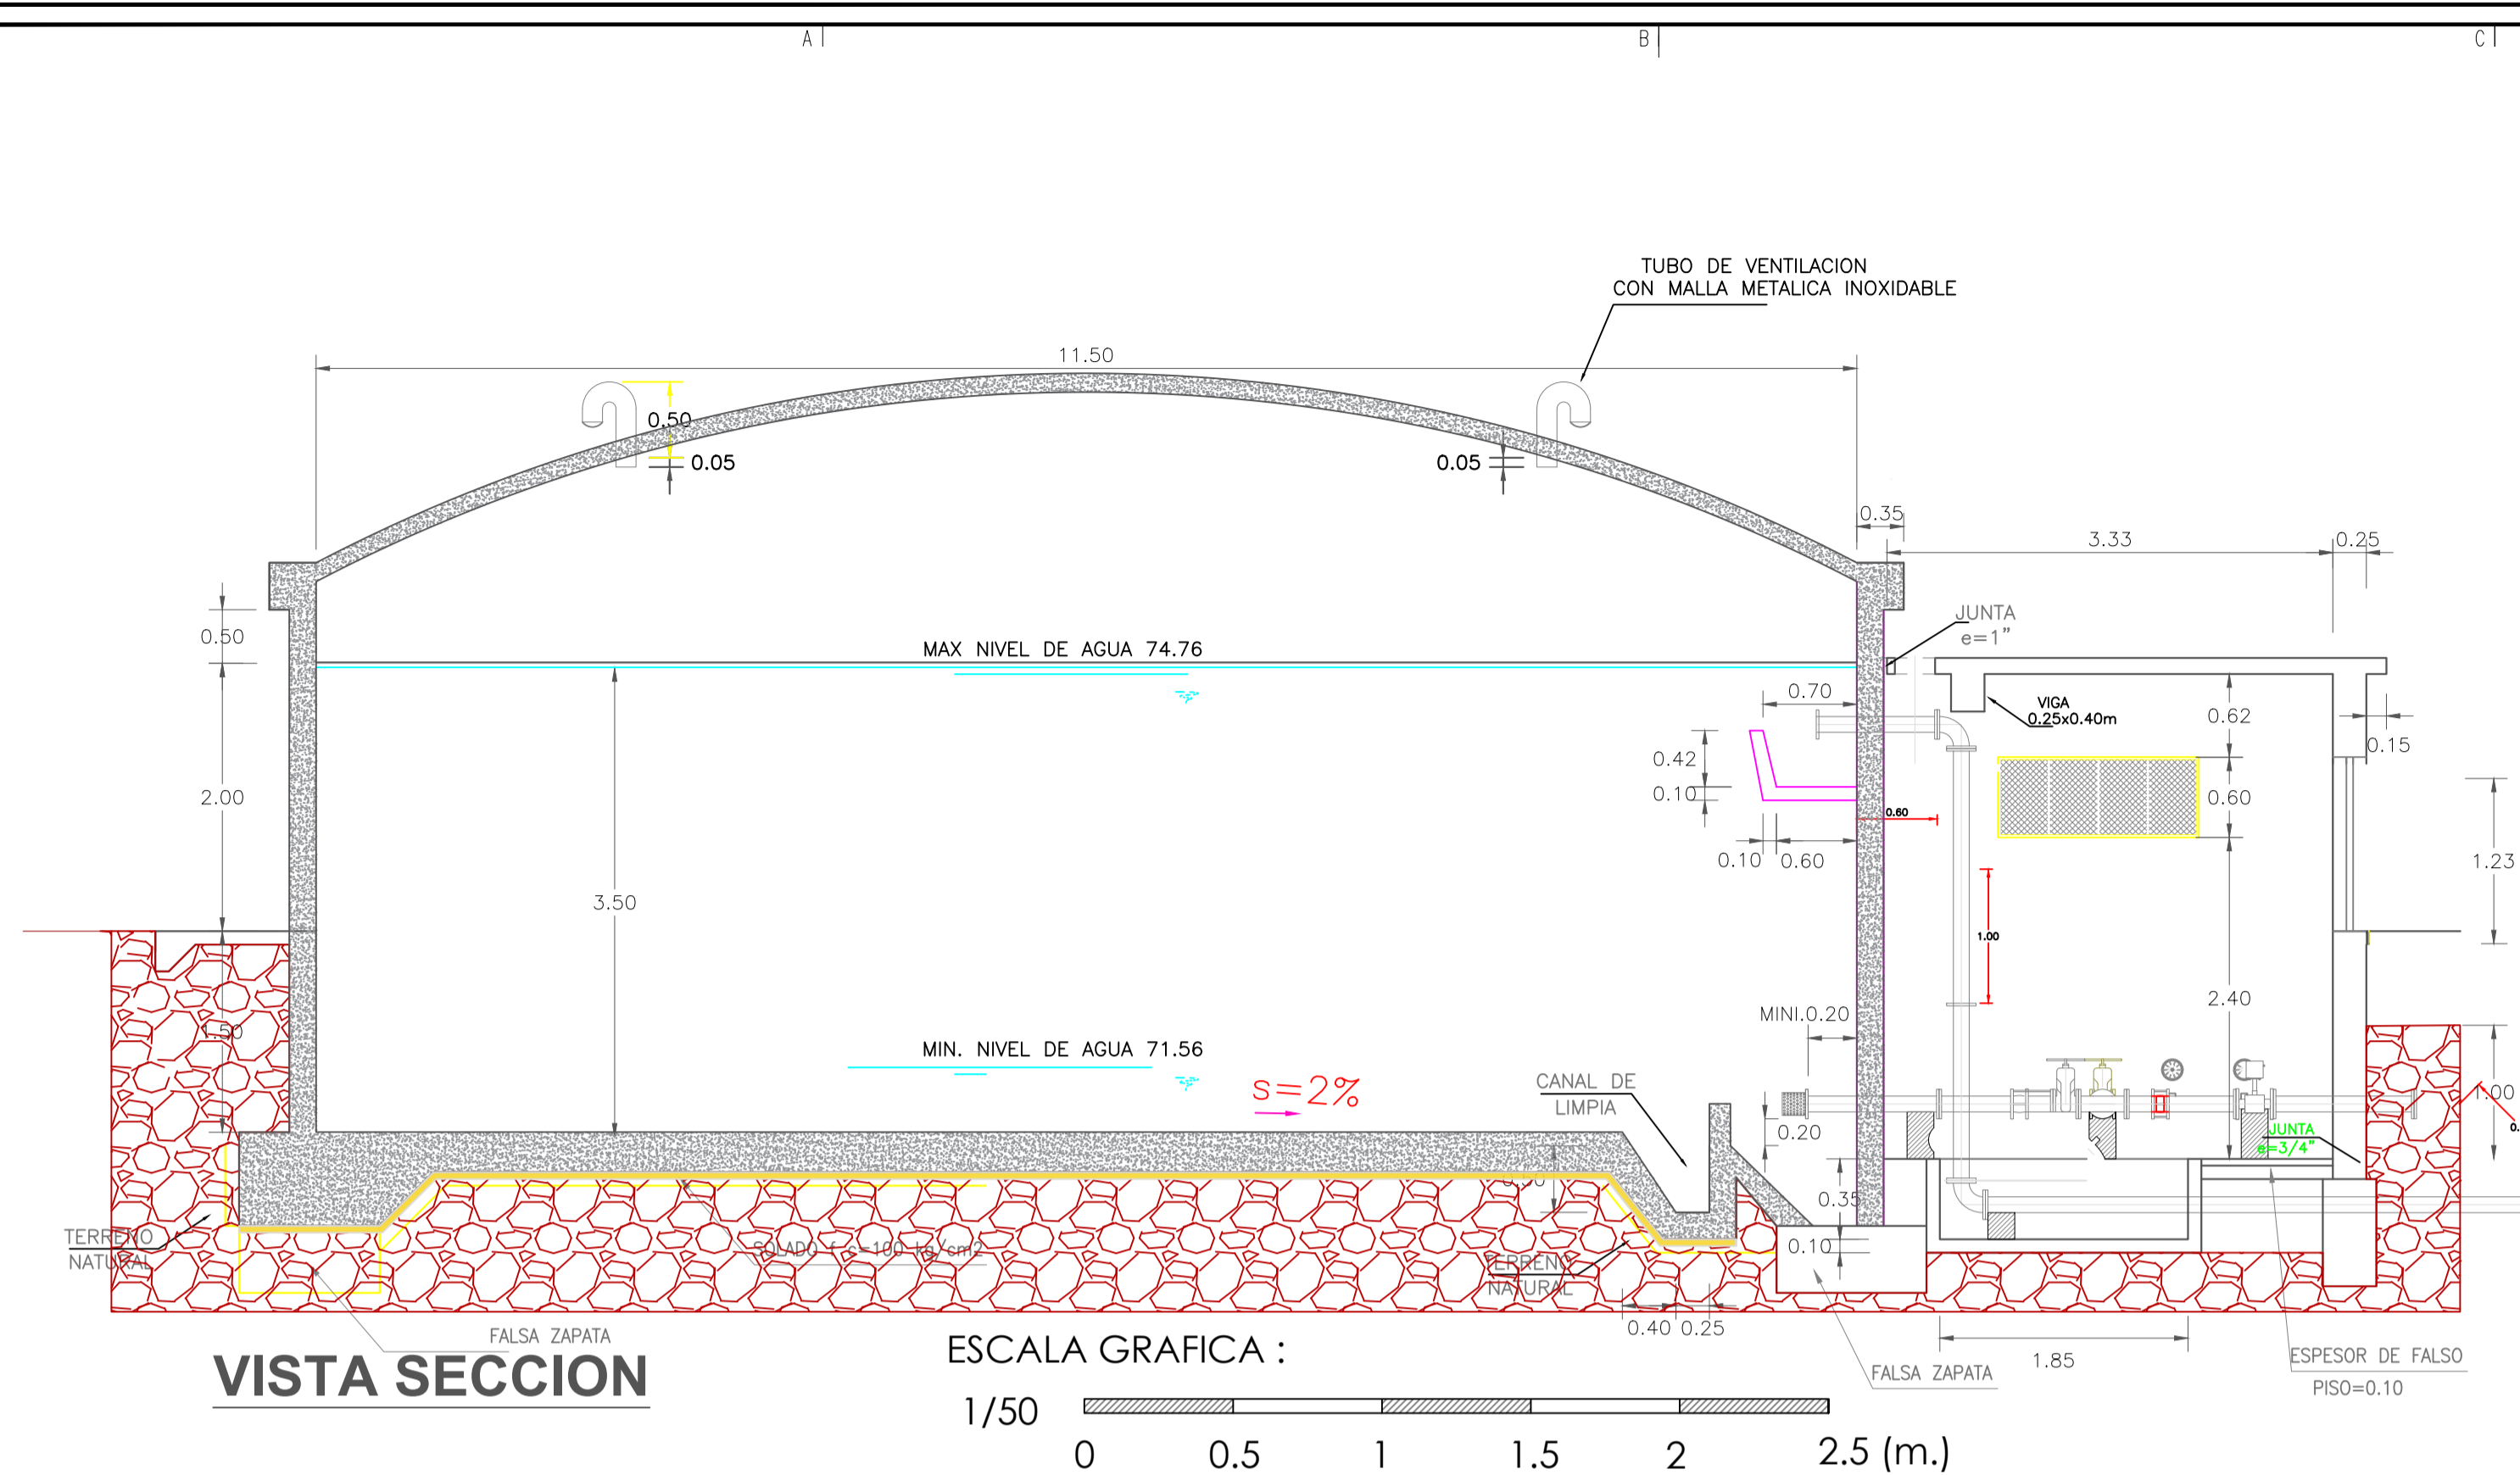 A
B
C
TUBO DE VENTILACION
CON MALLA METALICA INOXIDABLE
11.50
0.50
0.05
0.05
0.35
3.33
0.25
0.50
JUNTA
e=1"
MAX NIVEL DE AGUA 74.76
0.70
VIGA
0.25x0.40m
0.62
0.15
0.42
0.10
2.00
0.60
0.60
0.10
0.60
1.23
3.50
1.00
2.40
MINI.0.20
1.50
MIN. NIVEL DE AGUA 71.56
s=2%
CANAL DE
LIMPIA
1.00
0.20
JUNTA
e=3/4"
0.35
TERRENO
NATURAL
SOLADO f'c=100 kg/cm2
TERRENO
NATURAL
0.10
FALSA ZAPATA
0.40
0.25
VISTA SECCION
ESCALA GRAFICA :
FALSA ZAPATA
1.85
ESPESOR DE FALSO
PISO=0.10
1/50
0
0.5
1
1.5
2
2.5 (m.)